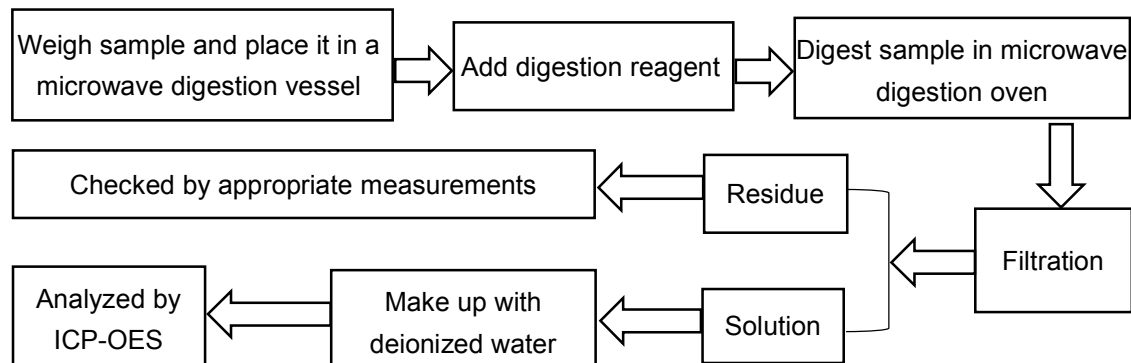 Weigh sample and place it in a
microwave digestion vessel
Add digestion reagent
Digest sample in microwave
digestion oven
Checked by appropriate measurements
Residue
Filtration
Analyzed by
ICP-OES
Make up with
deionized water
Solution